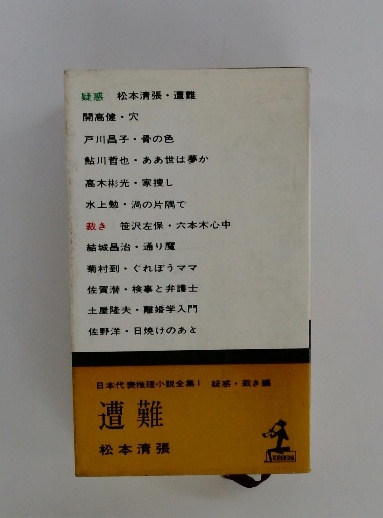 疑惑 松本清張・遭難
開高健・穴
戸川昌子・骨の色
鮎川哲也・ああ世は夢か
高木彬光・家捜し
水上勉・渦の片隅で
裁き 笹沢左保・六本木心中
結城昌治・通り魔
菊村到・ぐれぼうママ
佐賀潜・検事と弁護士
土屋隆夫・離婚学入門
佐野洋・日焼けのあと
日本代表推理小説全集1 疑惑・裁き編
遭難
松本清張